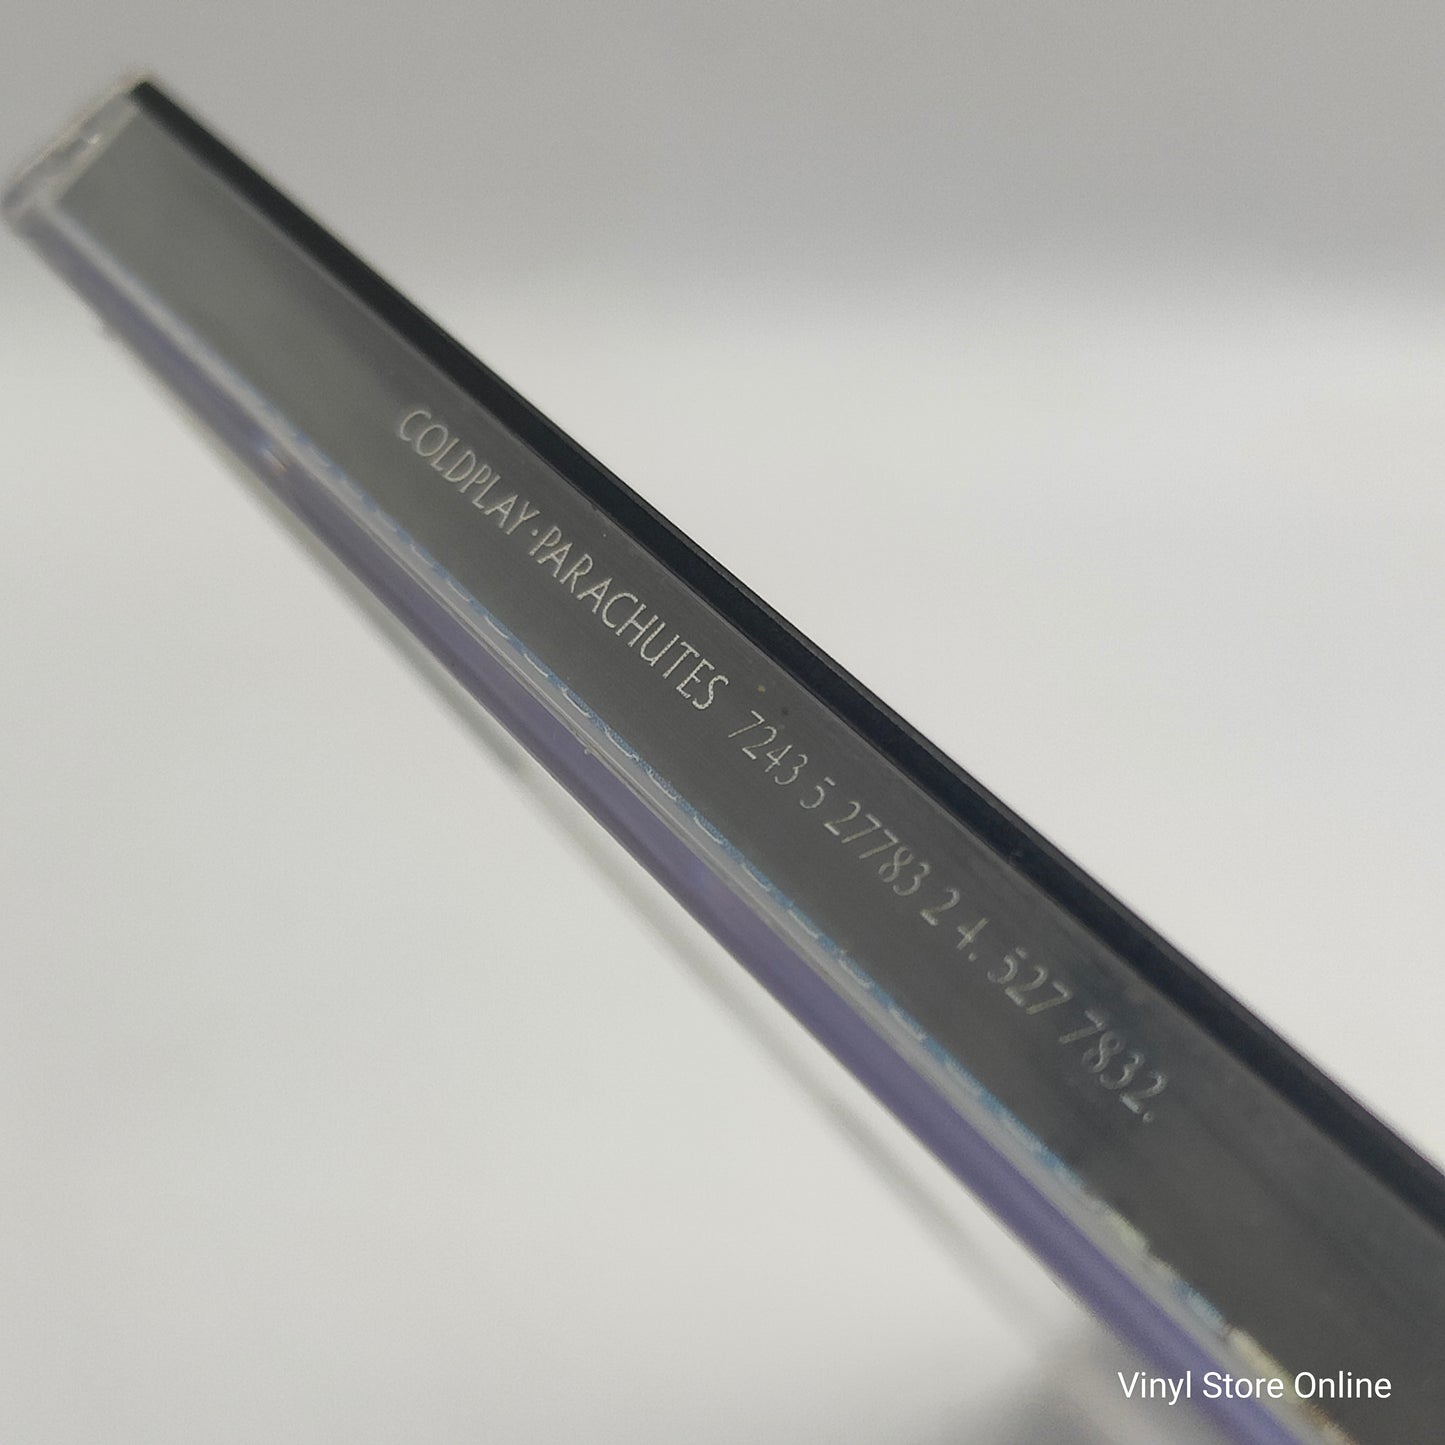 COLDPLAY·PARACHUTES 7243 5 27783 2 4. 527 7832.
Vinyl Store Online